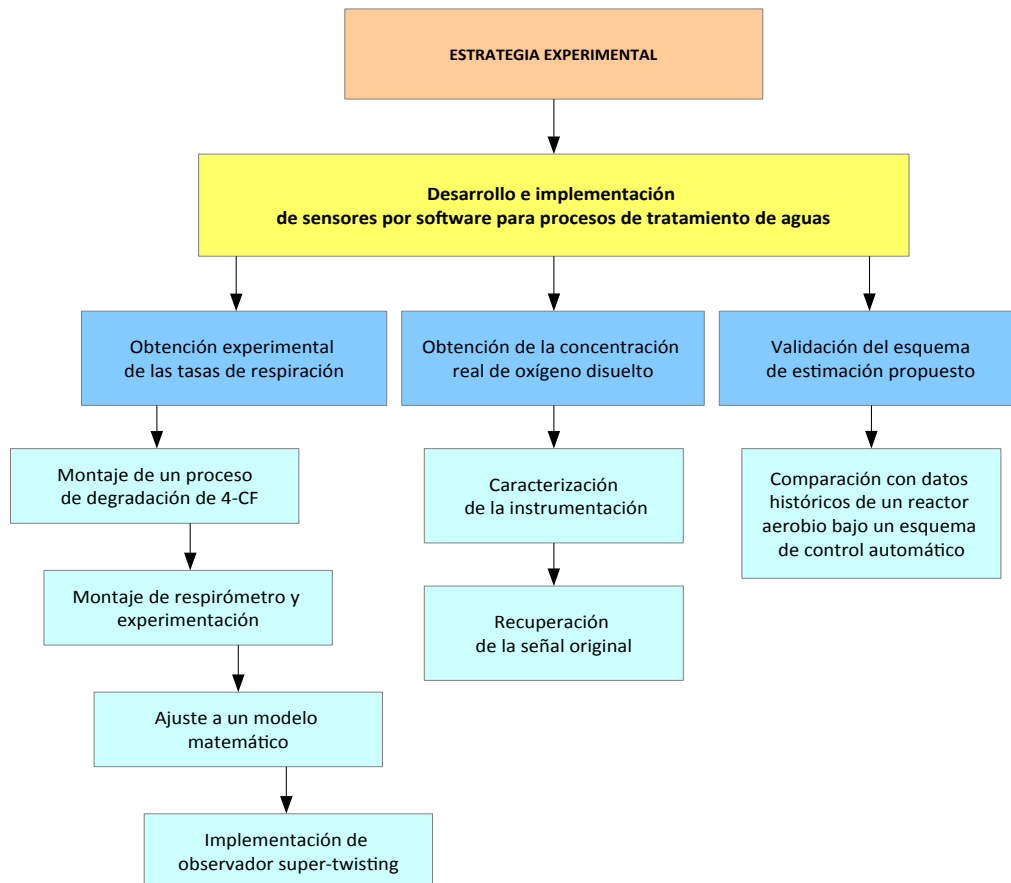 ESTRATEGIA EXPERIMENTAL
Desarrollo e implementación
de sensores por software para procesos de tratamiento de aguas
Obtención experimental
de las tasas de respiración
Obtención de la concentración
real de oxígeno disuelto
Validación del esquema
de estimación propuesto
Montaje de un proceso
de degradación de 4-CF
Montaje de respirómetro y
experimentación
Ajuste a un modelo
matemático
Implementación de
observador super-twisting
Caracterización
de la instrumentación
Recuperación
de la señal original
Comparación con datos
históricos de un reactor
aerobio bajo un esquema
de control automático